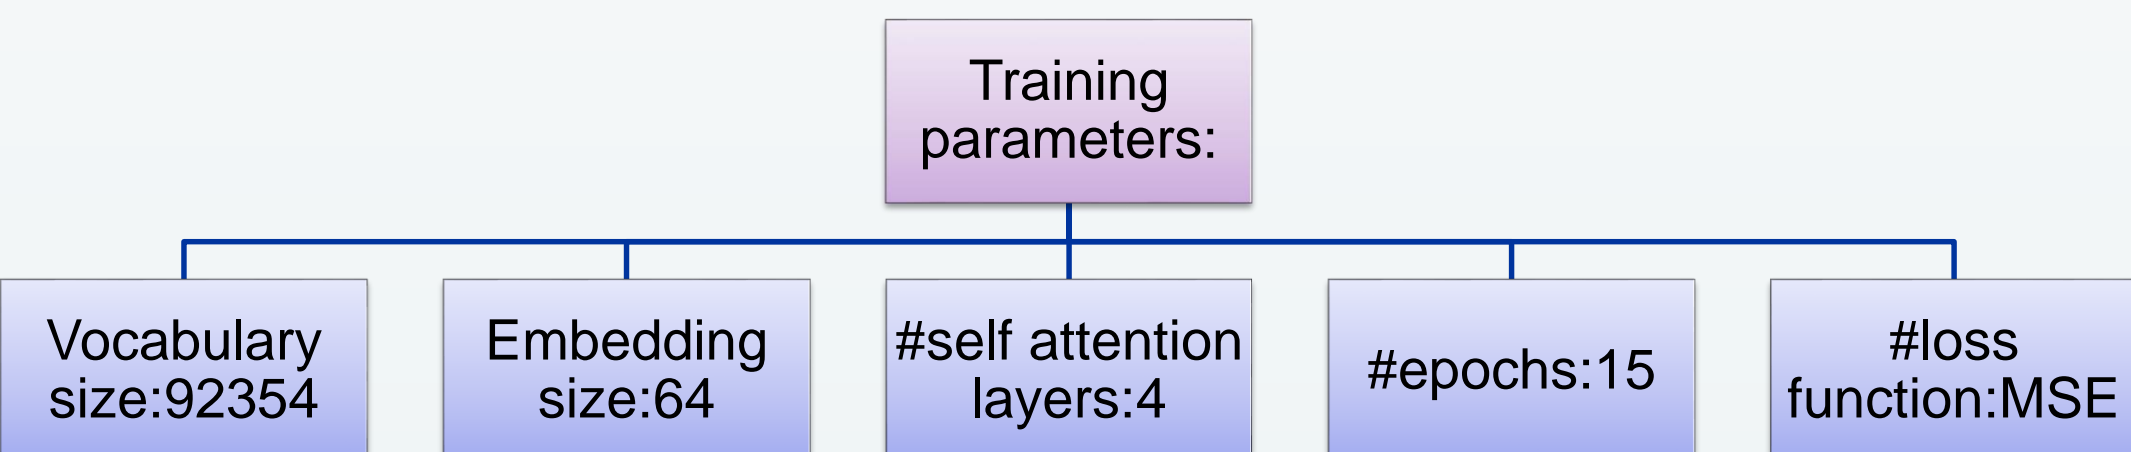 Training
parameters:
Vocabulary
size:92354
Embedding
size:64
#self attention
layers:4
#epochs:15
#loss
function:MSE